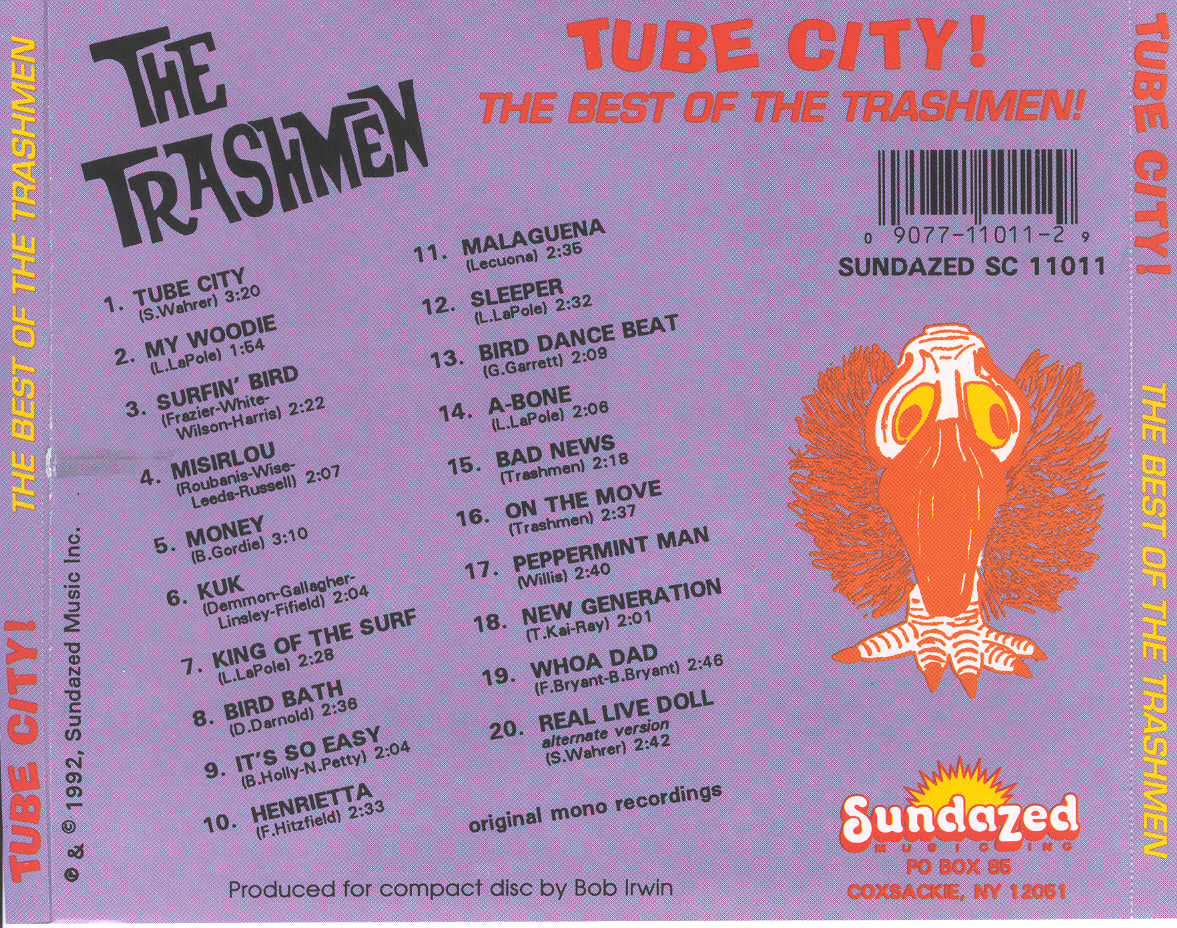 THE BEST OF THE TRASHMEN
TUBE CITY!
℗ & © 1992, Sundazed Music Inc.
THE
TRASHMEN
TUBE CITY!
THE BEST OF THE TRASHMEN!
0 9077-11011-2 9
SUNDAZED SC 11011
1. TUBE CITY
(S.Wahrer) 3:20
2. MY WOODIE
(L.LaPole) 1:54
3. SURFIN' BIRD
(Frazier-White-
Wilson-Harris) 2:22
4. MISIRLOU
(Roubanis-Wise-
Leeds-Russell) 2:07
5. MONEY
(B.Gordie) 3:10
6. KUK
(Demmon-Gallagher-
Linsley-Fifield) 2:04
7. KING OF THE SURF
(L.LaPole) 2:28
8. BIRD BATH
(D.Darnold) 2:36
9. IT'S SO EASY
(B.Holly-N.Petty) 2:04
10. HENRIETTA
(F.Hitzfield) 2:33
11. MALAGUENA
(Lecuona) 2:35
12. SLEEPER
(L.LaPole) 2:32
13. BIRD DANCE BEAT
(G.Garrett) 2:09
14. A-BONE
(L.LaPole) 2:06
15. BAD NEWS
(Trashmen) 2:18
16. ON THE MOVE
(Trashmen) 2:37
17. PEPPERMINT MAN
(Willis) 2:40
18. NEW GENERATION
(T.Kai-Ray) 2:01
19. WHOA DAD
(F.Bryant-B.Bryant) 2:46
20. REAL LIVE DOLL
alternate version
(S.Wahrer) 2:42
original mono recordings
Produced for compact disc by Bob Irwin
Sundazed
MUSIC INC
PO BOX 85
COXSACKIE, NY 12051
TUBE CITY!
THE BEST OF THE TRASHMEN